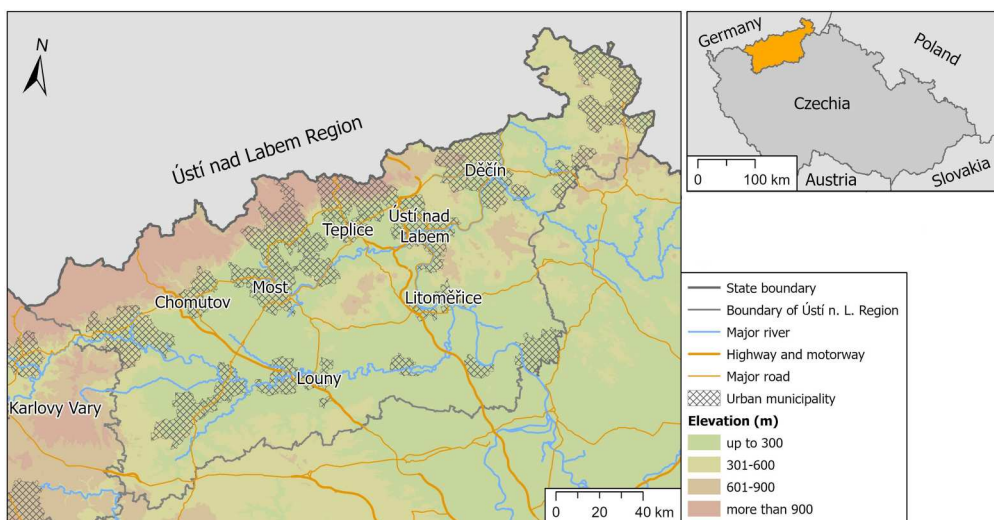 N
Ústí nad Labem Region
Děčín
Ústí nad
Labem
Teplice
Most
Chomutov
Litoměřice
Louny
Karlovy Vary
0 20 40 km
Germany
Poland
Czechia
0 100 km
Austria
Slovakia
State boundary
Boundary of Ústí n. L. Region
Major river
Highway and motorway
Major road
Urban municipality
Elevation (m)
up to 300
301-600
601-900
more than 900